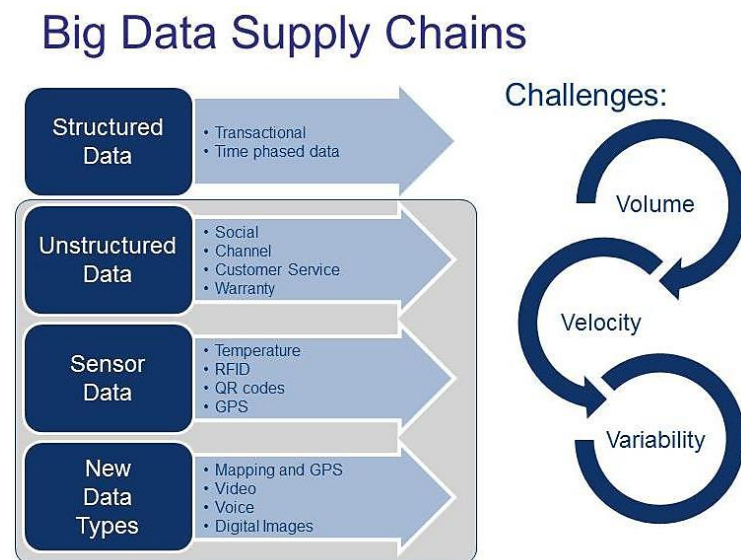 Big Data Supply Chains
Structured
Data
• Transactional
• Time phased data
Unstructured
Data
• Social
• Channel
• Customer Service
• Warranty
Sensor
Data
• Temperature
• RFID
• QR codes
• GPS
New
Data
Types
• Mapping and GPS
• Video
• Voice
• Digital Images
Challenges:
Volume
Velocity
Variability